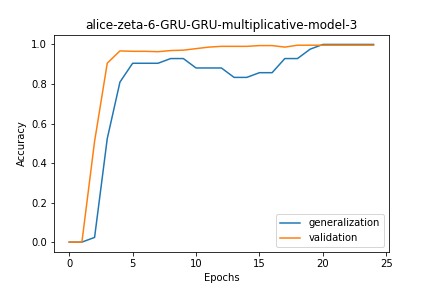 alice-zeta-6-GRU-GRU-multiplicative-model-3
1.0
0.8
0.6
0.4
0.2
0.0
Accuracy
0
5
10
15
20
25
Epochs
generalization
validation